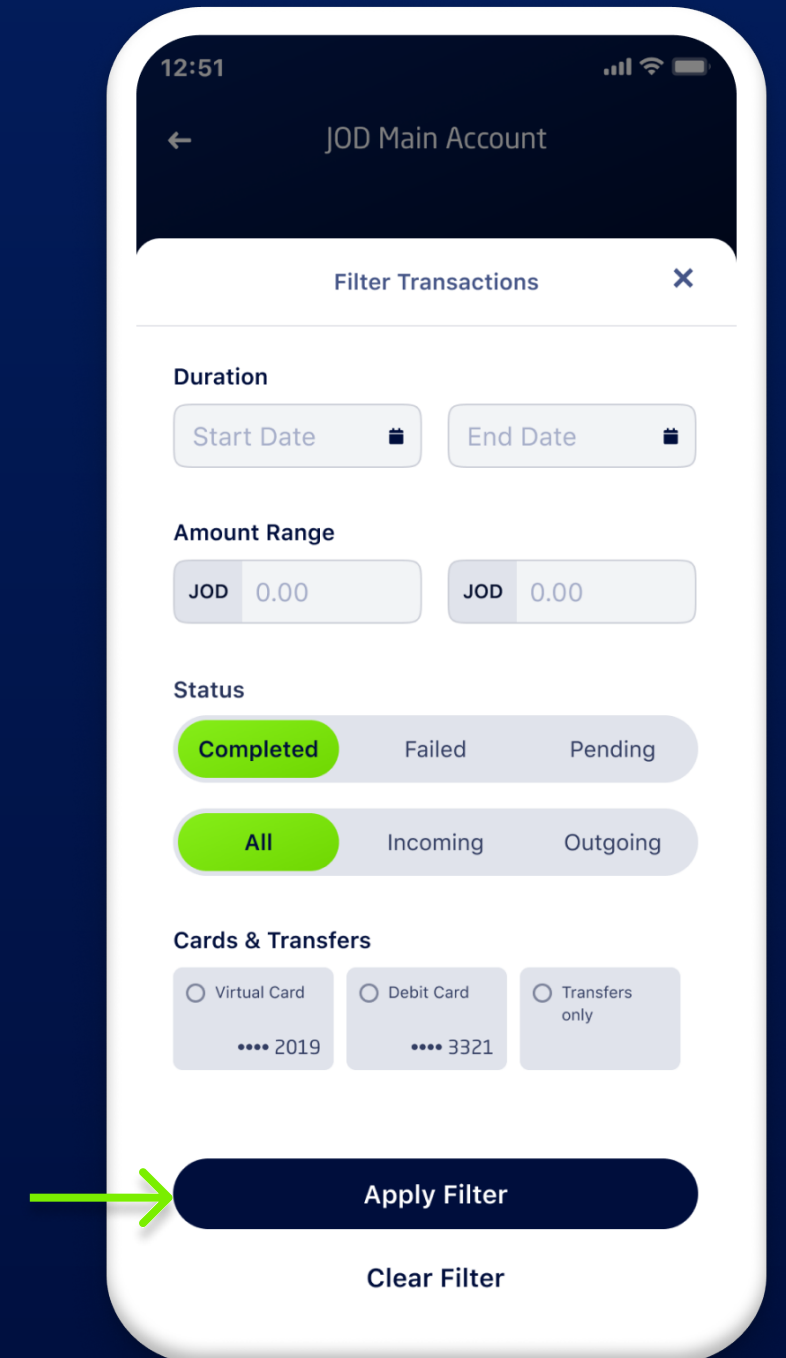 12:51
JOD Main Account
Filter Transactions
Duration
Start Date
End Date
Amount Range
JOD 0.00
JOD 0.00
Status
Completed Failed Pending
All Incoming Outgoing
Cards & Transfers
Virtual Card
•••• 2019
Debit Card
•••• 3321
Transfers
only
Apply Filter
Clear Filter